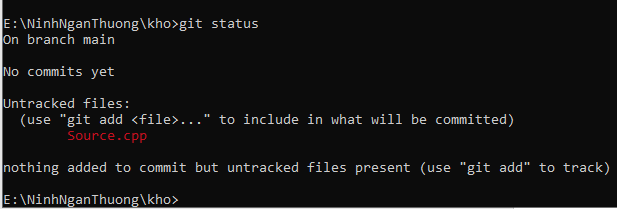 E:\NinhNganThuong\kho>git status
On branch main
No commits yet
Untracked files:
(use "git add <file>..." to include in what will be committed)
Source.cpp
nothing added to commit but untracked files present (use "git add" to track)
E:\NinhNganThuong\kho>